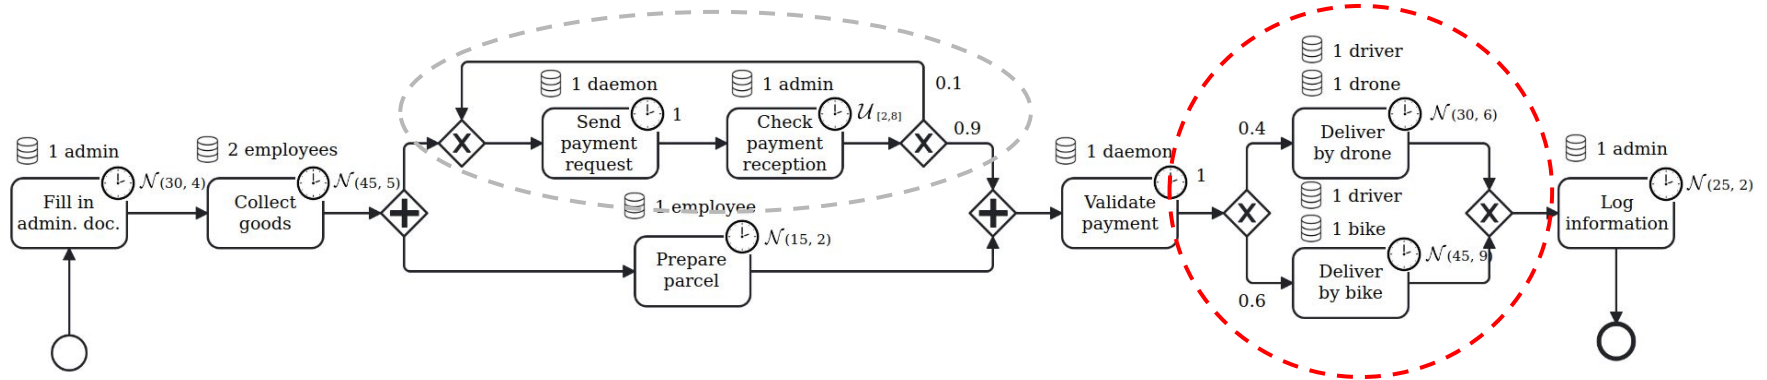 1 admin
N(30, 4)
Fill in
admin. doc.
2 employees
N(45, 5)
Collect
goods
1 daemon
1
Send
payment
request
1 admin
U[2,8]
Check
payment
reception
0.1
0.9
1 employee
N(15, 2)
Prepare
parcel
1 daemon
1
Validate
payment
0.4
0.6
1 driver
1 drone
N(30, 6)
Deliver
by drone
1 driver
1 bike
N(45, 9)
Deliver
by bike
1 admin
N(25, 2)
Log
information